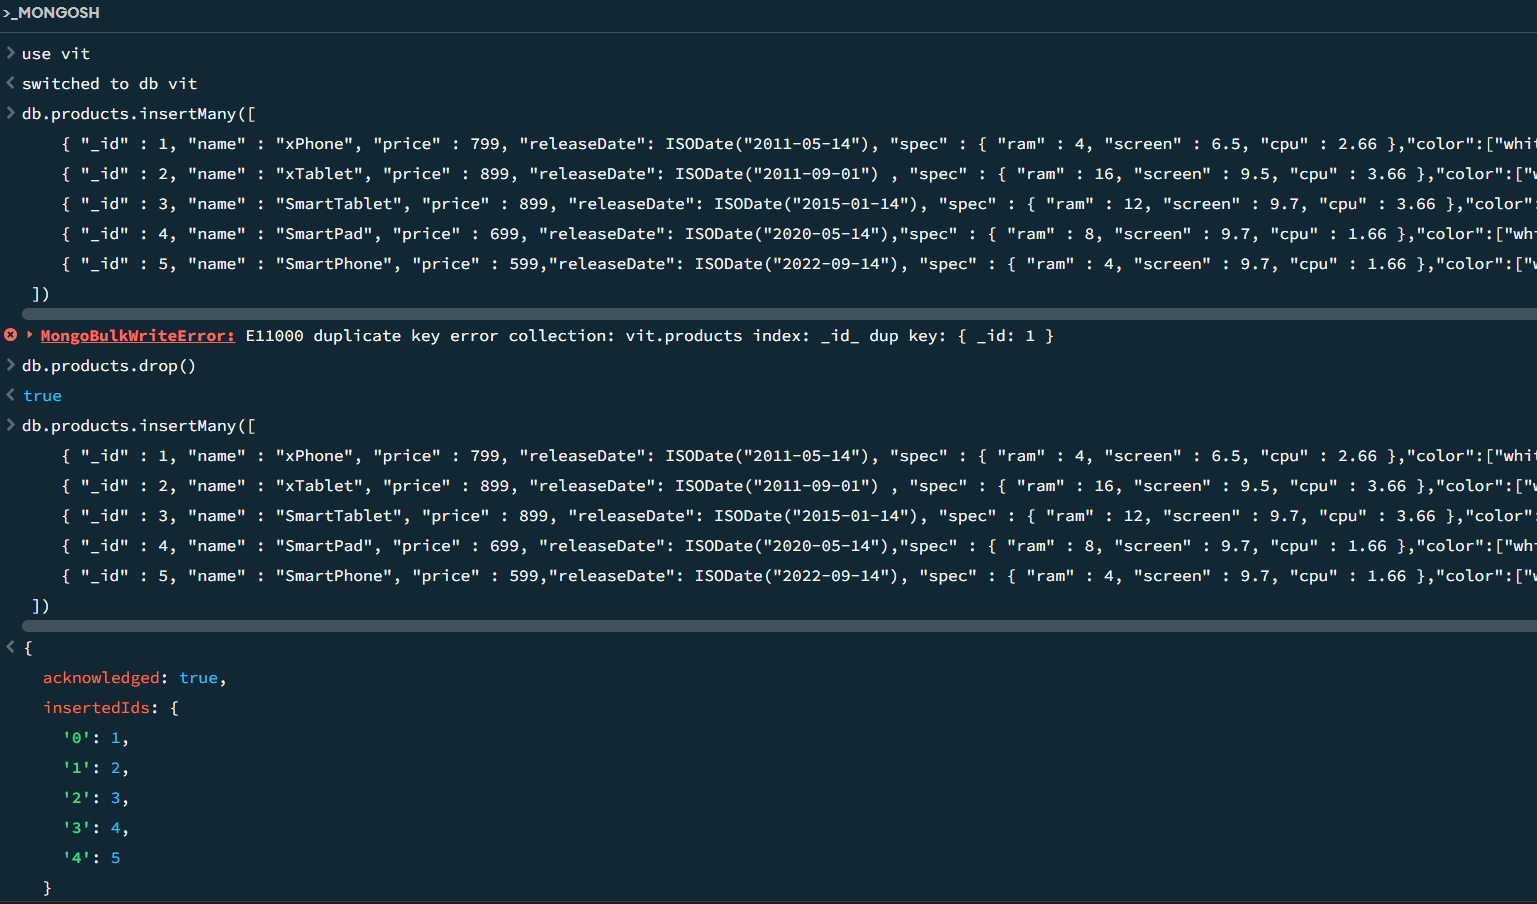 >_MONGOSH
> use vit
< switched to db vit
> db.products.insertMany([
{ "_id" : 1, "name" : "xPhone", "price" : 799, "releaseDate": ISODate("2011-05-14"), "spec" : { "ram" : 4, "screen" : 6.5, "cpu" : 2.66 },"color":["whit
{ "_id" : 2, "name" : "xTablet", "price" : 899, "releaseDate": ISODate("2011-09-01") , "spec" : { "ram" : 16, "screen" : 9.5, "cpu" : 3.66 },"color":["w
{ "_id" : 3, "name" : "SmartTablet", "price" : 899, "releaseDate": ISODate("2015-01-14"), "spec" : { "ram" : 12, "screen" : 9.7, "cpu" : 3.66 },"color":
{ "_id" : 4, "name" : "SmartPad", "price" : 699, "releaseDate": ISODate("2020-05-14"),"spec" : { "ram" : 8, "screen" : 9.7, "cpu" : 1.66 },"color":["whi
{ "_id" : 5, "name" : "SmartPhone", "price" : 599,"releaseDate": ISODate("2022-09-14"), "spec" : { "ram" : 4, "screen" : 9.7, "cpu" : 1.66 },"color":["w
])
MongoBulkWriteError: E11000 duplicate key error collection: vit.products index: _id_ dup key: { _id: 1 }
> db.products.drop()
< true
> db.products.insertMany([
{ "_id" : 1, "name" : "xPhone", "price" : 799, "releaseDate": ISODate("2011-05-14"), "spec" : { "ram" : 4, "screen" : 6.5, "cpu" : 2.66 },"color":["whit
{ "_id" : 2, "name" : "xTablet", "price" : 899, "releaseDate": ISODate("2011-09-01") , "spec" : { "ram" : 16, "screen" : 9.5, "cpu" : 3.66 },"color":["w
{ "_id" : 3, "name" : "SmartTablet", "price" : 899, "releaseDate": ISODate("2015-01-14"), "spec" : { "ram" : 12, "screen" : 9.7, "cpu" : 3.66 },"color":
{ "_id" : 4, "name" : "SmartPad", "price" : 699, "releaseDate": ISODate("2020-05-14"),"spec" : { "ram" : 8, "screen" : 9.7, "cpu" : 1.66 },"color":["whi
{ "_id" : 5, "name" : "SmartPhone", "price" : 599,"releaseDate": ISODate("2022-09-14"), "spec" : { "ram" : 4, "screen" : 9.7, "cpu" : 1.66 },"color":["w
])
< {
acknowledged: true,
insertedIds: {
'0': 1,
'1': 2,
'2': 3,
'3': 4,
'4': 5
}